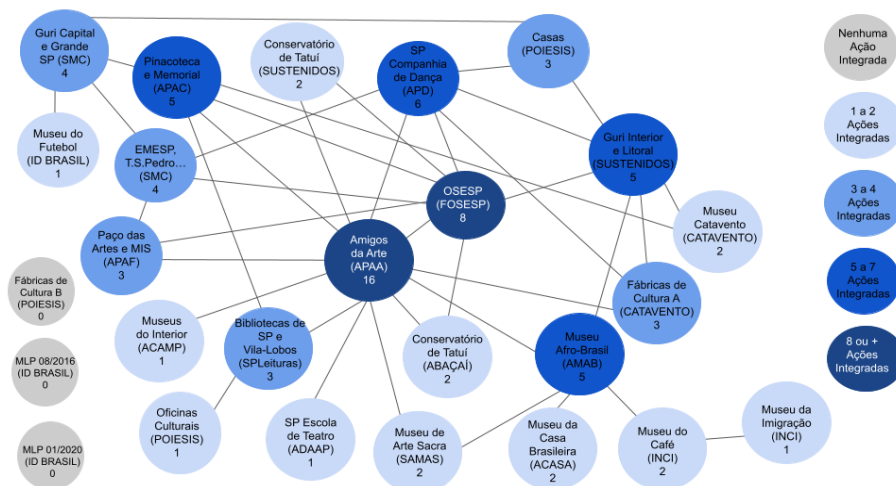 Guri Capital
e Grande
SP (SMC)
4
Pinacoteca
e Memorial
(APAC)
5
Conservatório
de Tatuí
(SUSTENIDOS)
2
SP
Companhia
de Dança
(APD)
6
Casas
(POIESIS)
3
Nenhuma
Ação
Integrada
Museu do
Futebol
(ID BRASIL)
1
EMESP,
T.S.Pedro...
(SMC)
4
Guri Interior
e Litoral
(SUSTENIDOS)
5
1 a 2
Ações
Integradas
OSESP
(FOSESP)
8
Museu
Catavento
(CATAVENTO)
2
3 a 4
Ações
Integradas
Paço das
Artes e MIS
(APAF)
3
Amigos
da Arte
(APAA)
16
Fábricas de
Cultura B
(POIESIS)
0
Fábricas de
Cultura A
(CATAVENTO)
3
5 a 7
Ações
Integradas
Museus
do Interior
(ACAMP)
1
Bibliotecas de
SP e
Vila-Lobos
(SPLeituras)
3
Conservatório
de Tatuí
(ABAÇAÍ)
2
Museu
Afro-Brasil
(AMAB)
5
8 ou +
Ações
Integradas
MLP 08/2016
(ID BRASIL)
0
Oficinas
Culturais
(POIESIS)
1
SP Escola
de Teatro
(ADAAP)
1
Museu de
Arte Sacra
(SAMAS)
2
Museu da
Casa
Brasileira
(ACASA)
2
Museu do
Café
(INCI)
2
Museu da
Imigração
(INCI)
1
MLP 01/2020
(ID BRASIL)
0